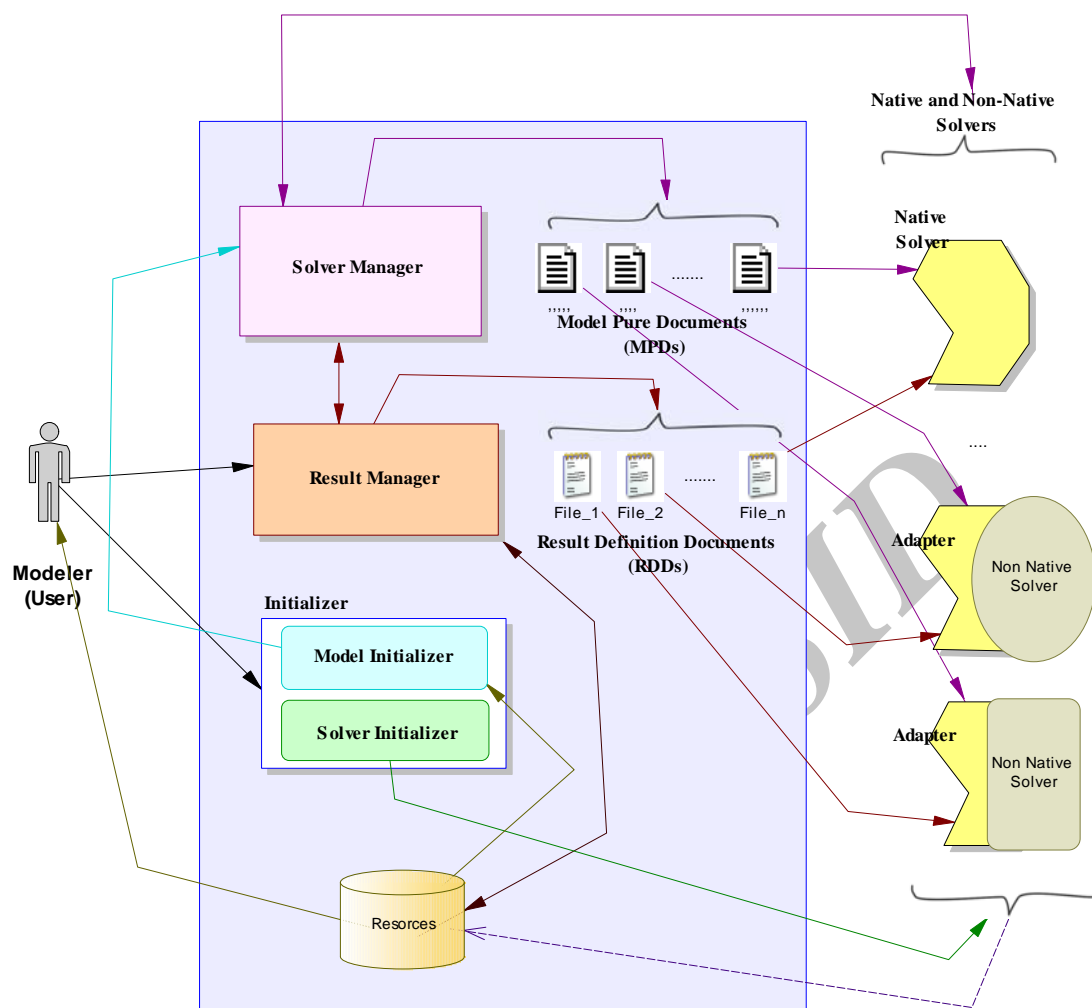 Native and Non-Native
Solvers
Native
Solver
Solver Manager
.......
,,,,,
,,,,
,,,,,,
Model Pure Documents
(MPDs)
....
Result Manager
.......
File_1
File_2
File_n
Result Definition Documents
(RDDs)
Modeler
(User)
Adapter
Non Native
Solver
Initializer
Model Initializer
Solver Initializer
Adapter
Non Native
Solver
Resorces